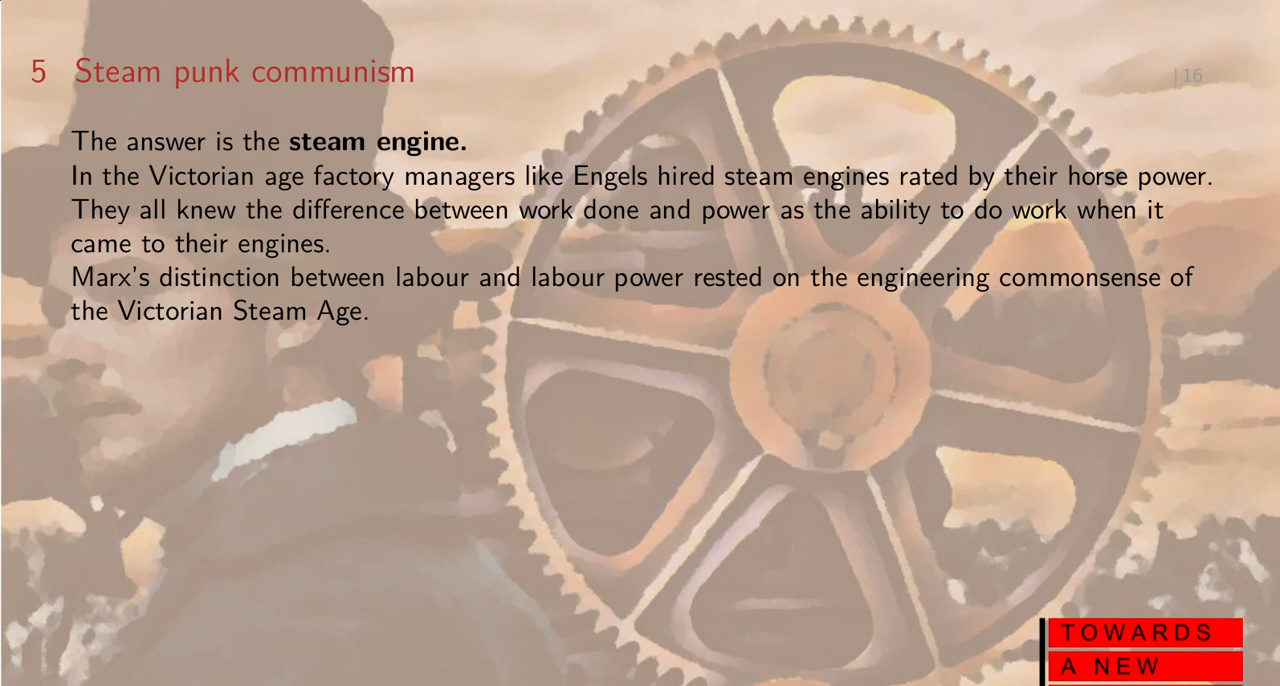 5 Steam punk communism
| 16
The answer is the steam engine.
In the Victorian age factory managers like Engels hired steam engines rated by their horse power.
They all knew the difference between work done and power as the ability to do work when it
came to their engines.
Marx's distinction between labour and labour power rested on the engineering commonsense of
the Victorian Steam Age.
TOWARDS
A NEW